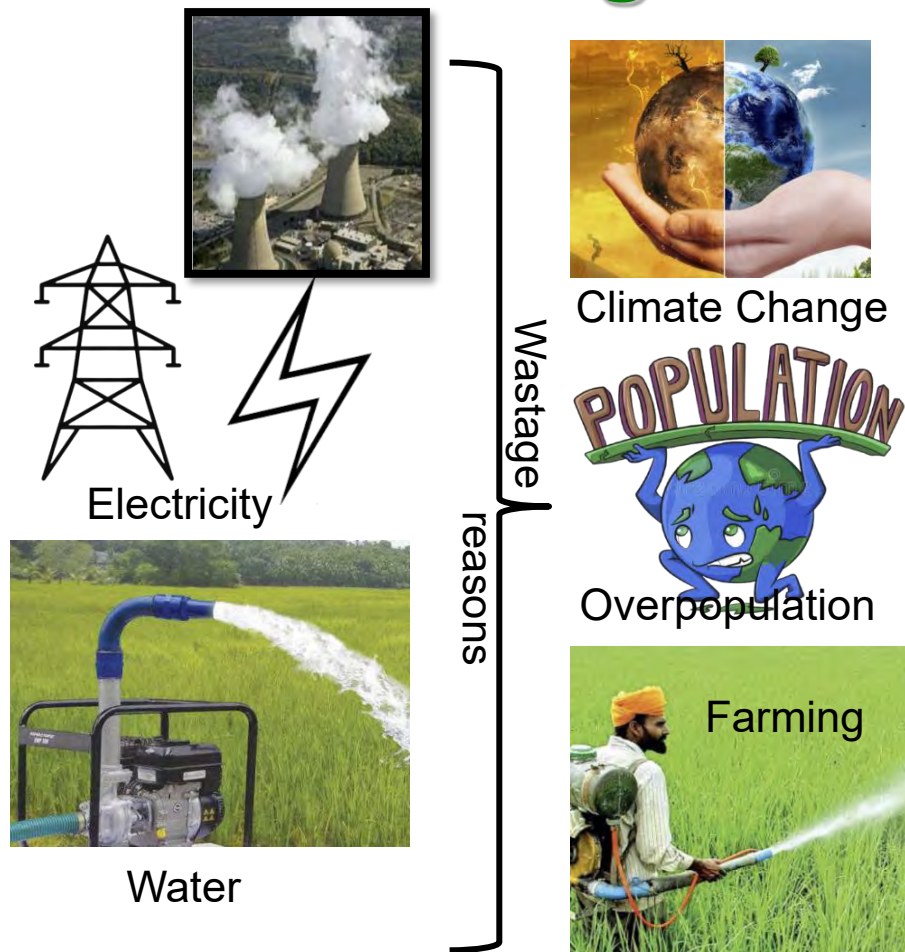 Electricity
Water
Wastage
reasons
Climate Change
POPULATION
Overpopulation
Farming